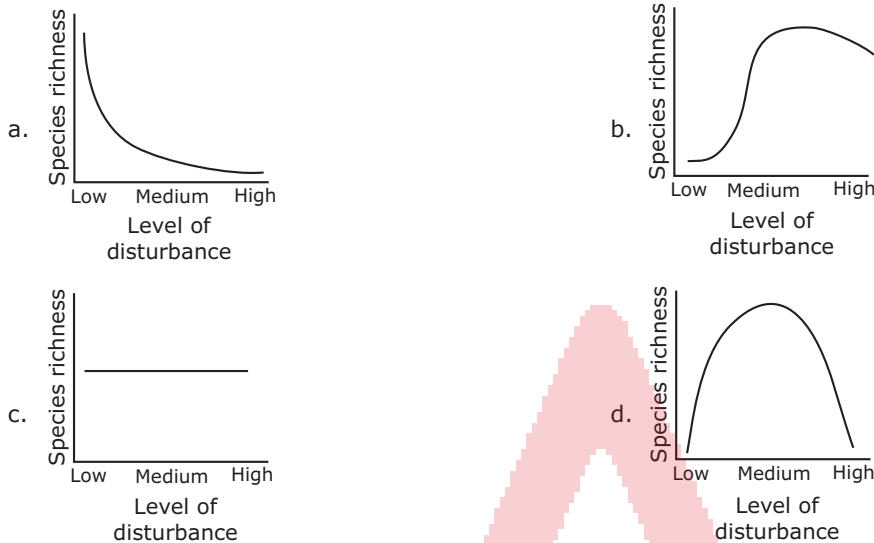 a.
Species richness
Low Medium High
Level of
disturbance
b.
Species richness
Low Medium High
Level of
disturbance
c.
Species richness
Low Medium High
Level of
disturbance
d.
Species richness
Low Medium High
Level of
disturbance